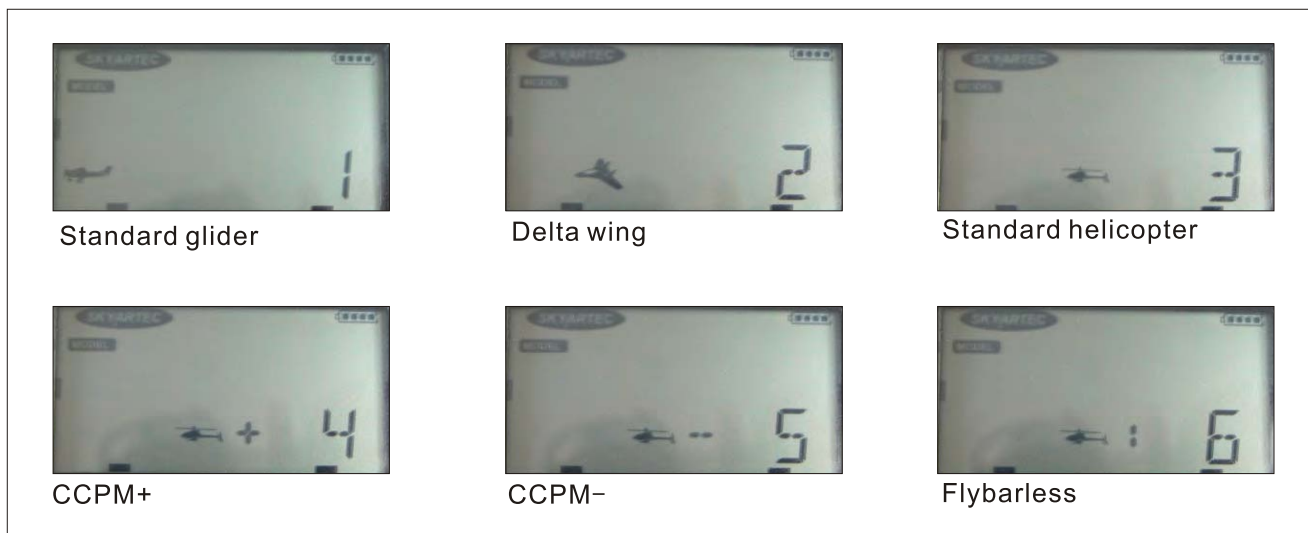 SKYARTEC
MODEL
1
Standard glider
SKYARTEC
MODEL
2
Delta wing
SKYARTEC
MODEL
3
Standard helicopter
SKYARTEC
MODEL
+ 4
CCPM+
SKYARTEC
MODEL
-- 5
CCPM−
SKYARTEC
MODEL
: 6
Flybarless